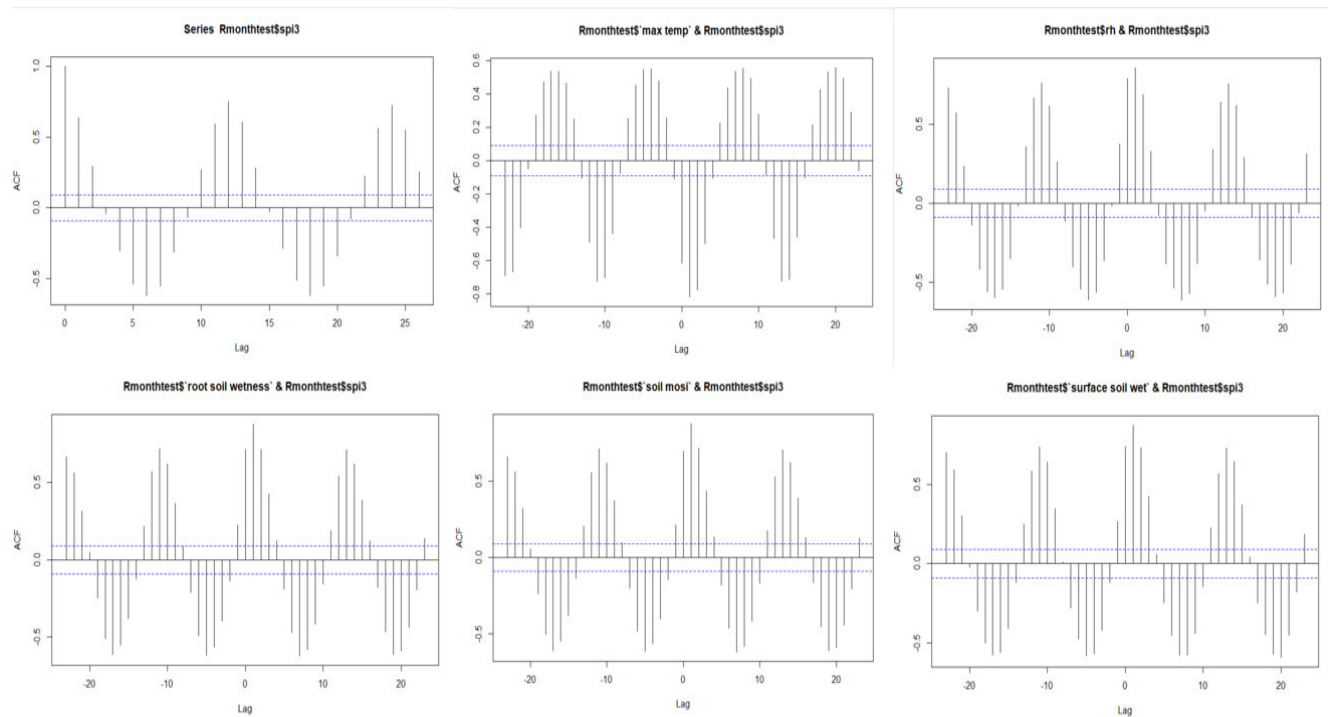 Series Rmonthtest$spi3
ACF
1.0
0.5
0.0
-0.5
0 5 10 15 20 25
Lag
Rmonthtest$`max temp` & Rmonthtest$spi3
ACF
0.6
0.4
0.2
0.0
-0.2
-0.4
-0.6
-0.8
-20 -10 0 10 20
Lag
Rmonthtest$rh & Rmonthtest$spi3
ACF
0.5
0.0
-0.5
-20 -10 0 10 20
Lag
Rmonthtest$`root soil wetness` & Rmonthtest$spi3
ACF
0.5
0.0
-0.5
-20 -10 0 10 20
Lag
Rmonthtest$`soil mosi` & Rmonthtest$spi3
ACF
0.5
0.0
-0.5
-20 -10 0 10 20
Lag
Rmonthtest$`surface soil wet` & Rmonthtest$spi3
ACF
0.5
0.0
-0.5
-20 -10 0 10 20
Lag